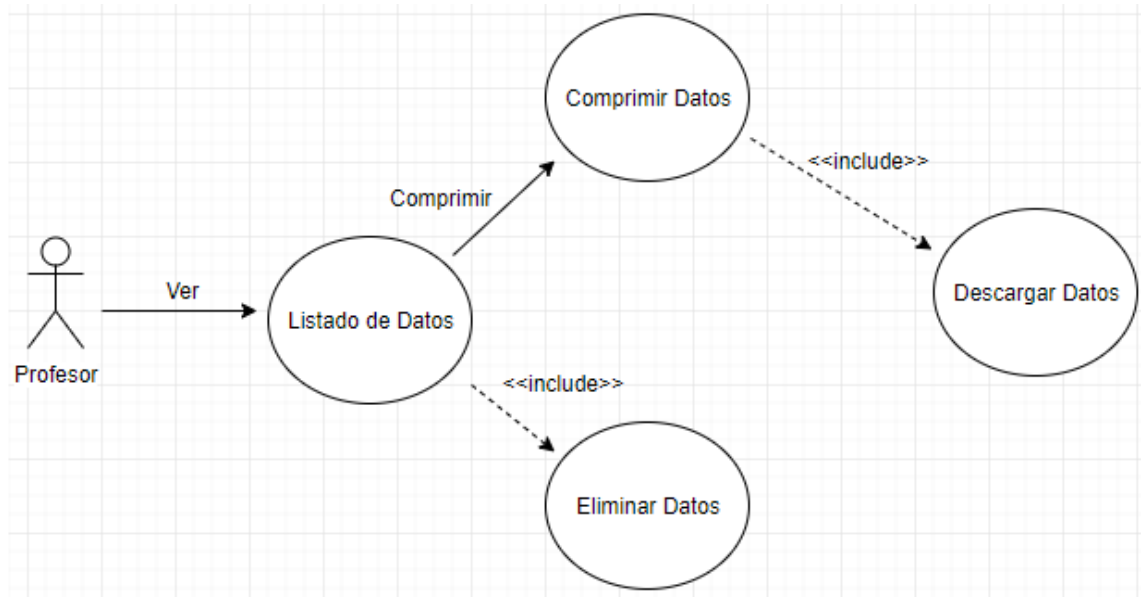 Comprimir Datos
<<include>>
Comprimir
Ver
Listado de Datos
Descargar Datos
Profesor
<<include>>
Eliminar Datos